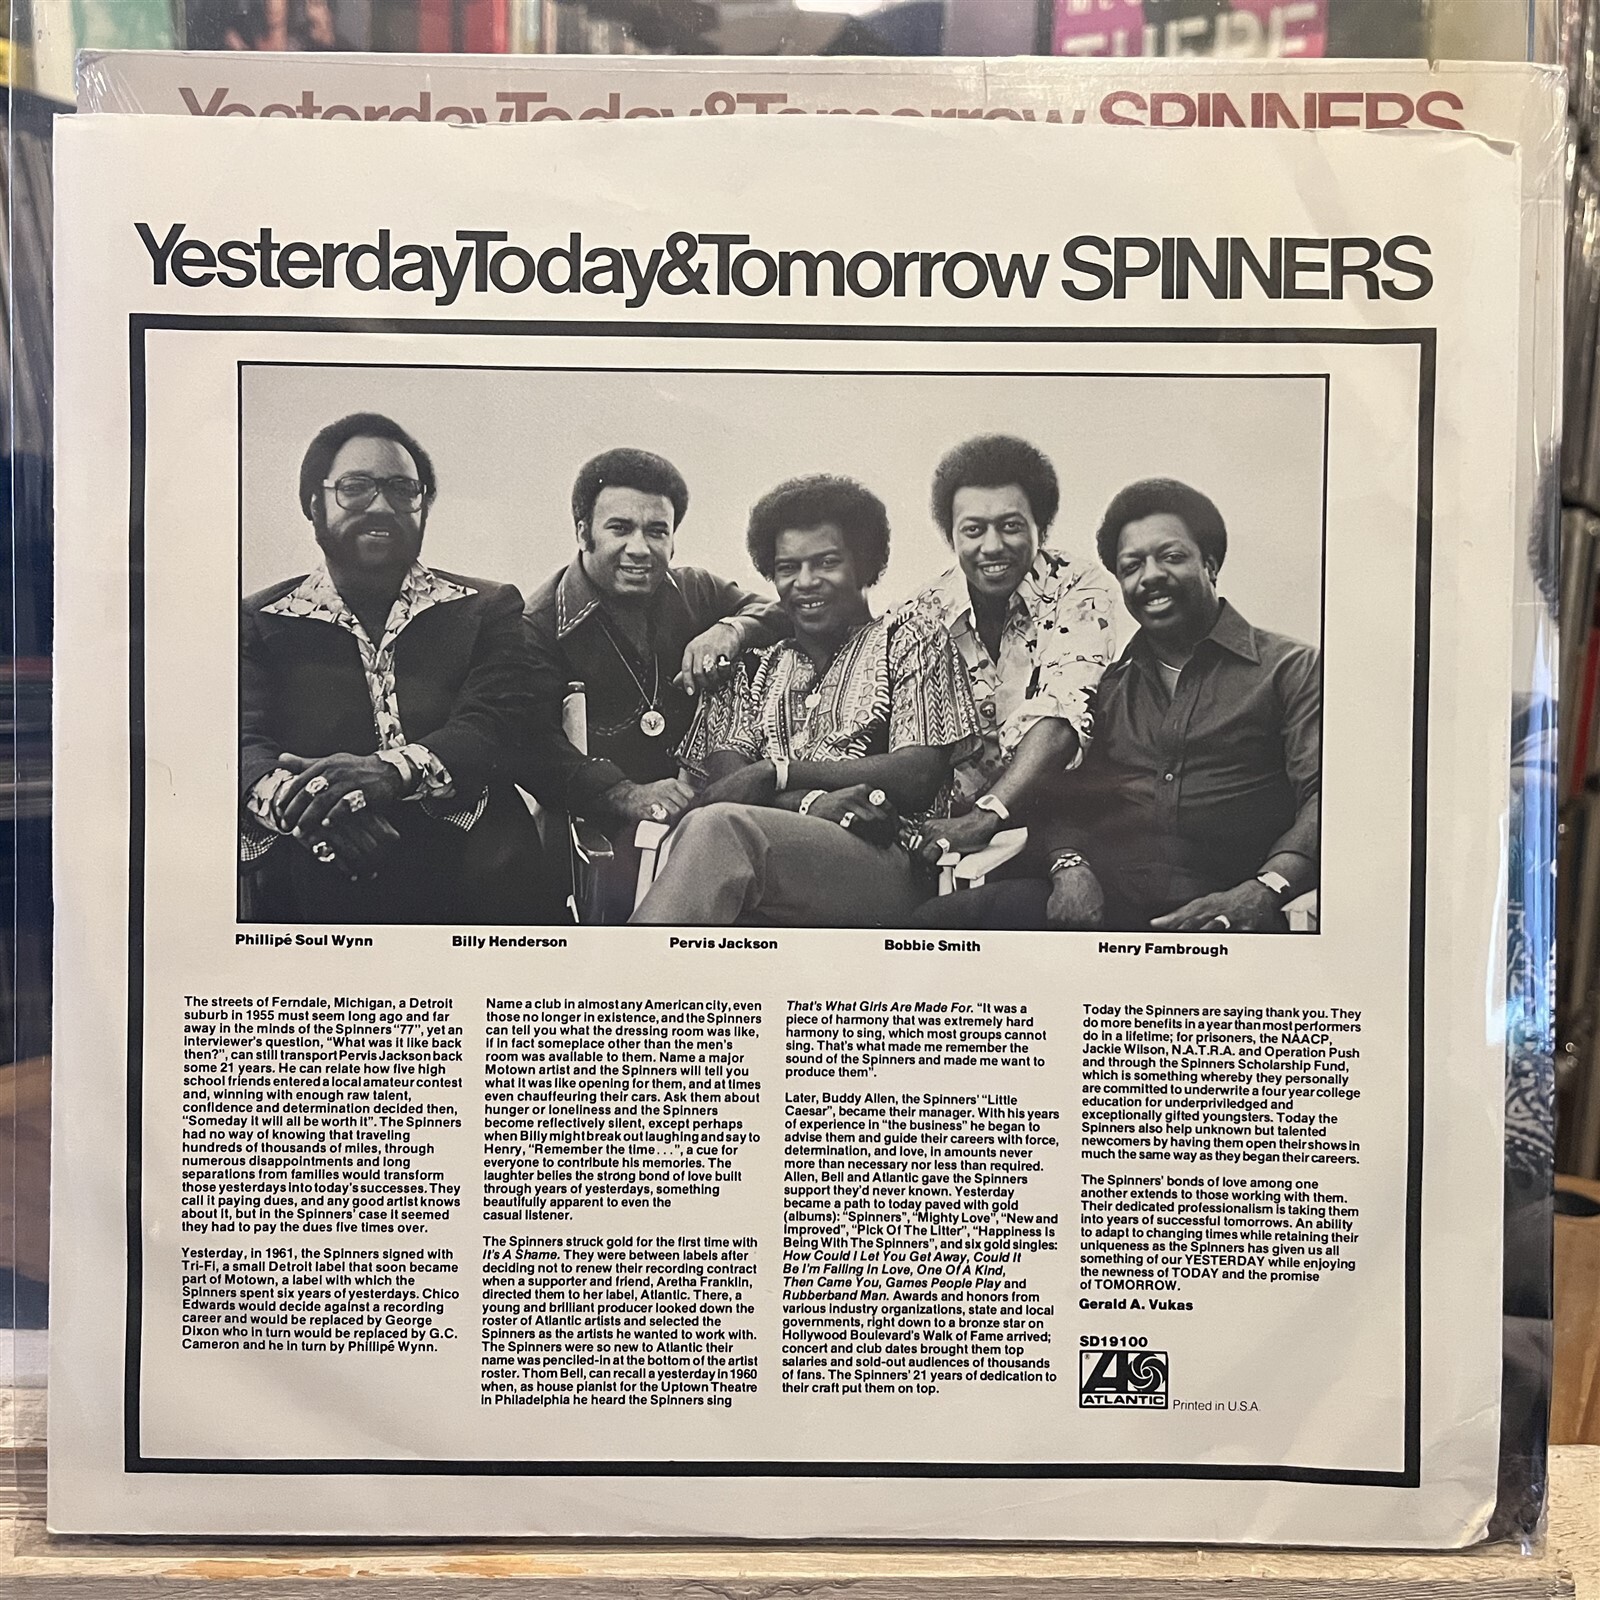 THERE
YesterdayToday&Tomorrow SPINNERS
YesterdayToday&Tomorrow SPINNERS
Phillipé Soul Wynn
Billy Henderson
Pervis Jackson
Bobbie Smith
Henry Fambrough
The streets of Ferndale, Michigan, a Detroit
suburb in 1955 must seem long ago and far
away in the minds of the Spinners "77", yet an
interviewer's question, "What was it like back
then?", can still transport Pervis Jackson back
some 21 years. He can relate how five high
school friends entered a local amateur contest
and, winning with enough raw talent,
confidence and determination decided then,
"Someday it will all be worth it". The Spinners
had no way of knowing that traveling
hundreds of thousands of miles, through
numerous disappointments and long
separations from families would transform
those yesterdays into today's successes. They
call it paying dues, and any good artist knows
about it, but in the Spinners' case it seemed
they had to pay the dues five times over.
Yesterday, in 1961, the Spinners signed with
Tri-Fi, a small Detroit label that soon became
part of Motown, a label with which the
Spinners spent six years of yesterdays. Chico
Edwards would decide against a recording
career and would be replaced by George
Dixon who in turn would be replaced by G.C.
Cameron and he in turn by Phillipé Wynn.
Name a club in almost any American city, even
those no longer in existence, and the Spinners
can tell you what the dressing room was like,
if in fact someplace other than the men's
room was available to them. Name a major
Motown artist and the Spinners will tell you
what it was like opening for them, and at times
even chauffeuring their cars. Ask them about
hunger or loneliness and the Spinners
become reflectively silent, except perhaps
when Billy might break out laughing and say to
Henry, "Remember the time...", a cue for
everyone to contribute his memories. The
laughter belies the strong bond of love built
through years of yesterdays, something
beautifully apparent to even the
casual listener.
The Spinners struck gold for the first time with
It's A Shame. They were between labels after
deciding not to renew their recording contract
when a supporter and friend, Aretha Franklin,
directed them to her label, Atlantic. There, a
young and brilliant producer looked down the
roster of Atlantic artists and selected the
Spinners as the artists he wanted to work with.
The Spinners were so new to Atlantic their
name was penciled-in at the bottom of the artist
roster. Thom Bell, can recall a yesterday in 1960
when, as house pianist for the Uptown Theatre
in Philadelphia he heard the Spinners sing
That's What Girls Are Made For. "It was a
piece of harmony that was extremely hard
harmony to sing, which most groups cannot
sing. That's what made me remember the
sound of the Spinners and made me want to
produce them".
Later, Buddy Allen, the Spinners' "Little
Caesar", became their manager. With his years
of experience in "the business" he began to
advise them and guide their careers with force,
determination, and love, in amounts never
more than necessary nor less than required.
Allen, Bell and Atlantic gave the Spinners
support they'd never known. Yesterday
became a path to today paved with gold
(albums): "Spinners", "Mighty Love", "New and
Improved", "Pick Of The Litter", "Happiness Is
Being With The Spinners", and six gold singles:
How Could I Let You Get Away, Could It
Be I'm Falling In Love, One Of A Kind,
Then Came You, Games People Play and
Rubberband Man. Awards and honors from
various industry organizations, state and local
governments, right down to a bronze star on
Hollywood Boulevard's Walk of Fame arrived;
concert and club dates brought them top
salaries and sold-out audiences of thousands
of fans. The Spinners' 21 years of dedication to
their craft put them on top.
Today the Spinners are saying thank you. They
do more benefits in a year than most performers
do in a lifetime; for prisoners, the NAACP,
Jackie Wilson, N.A.T.R.A. and Operation Push
and through the Spinners Scholarship Fund,
which is something whereby they personally
are committed to underwrite a four year college
education for underpriviledged and
exceptionally gifted youngsters. Today the
Spinners also help unknown but talented
newcomers by having them open their shows in
much the same way as they began their careers.
The Spinners' bonds of love among one
another extends to those working with them.
Their dedicated professionalism is taking them
into years of successful tomorrows. An ability
to adapt to changing times while retaining their
uniqueness as the Spinners has given us all
something of our YESTERDAY while enjoying
the newness of TODAY and the promise
of TOMORROW.
Gerald A. Vukas
SD19100
ATLANTIC
Printed in U.S.A.